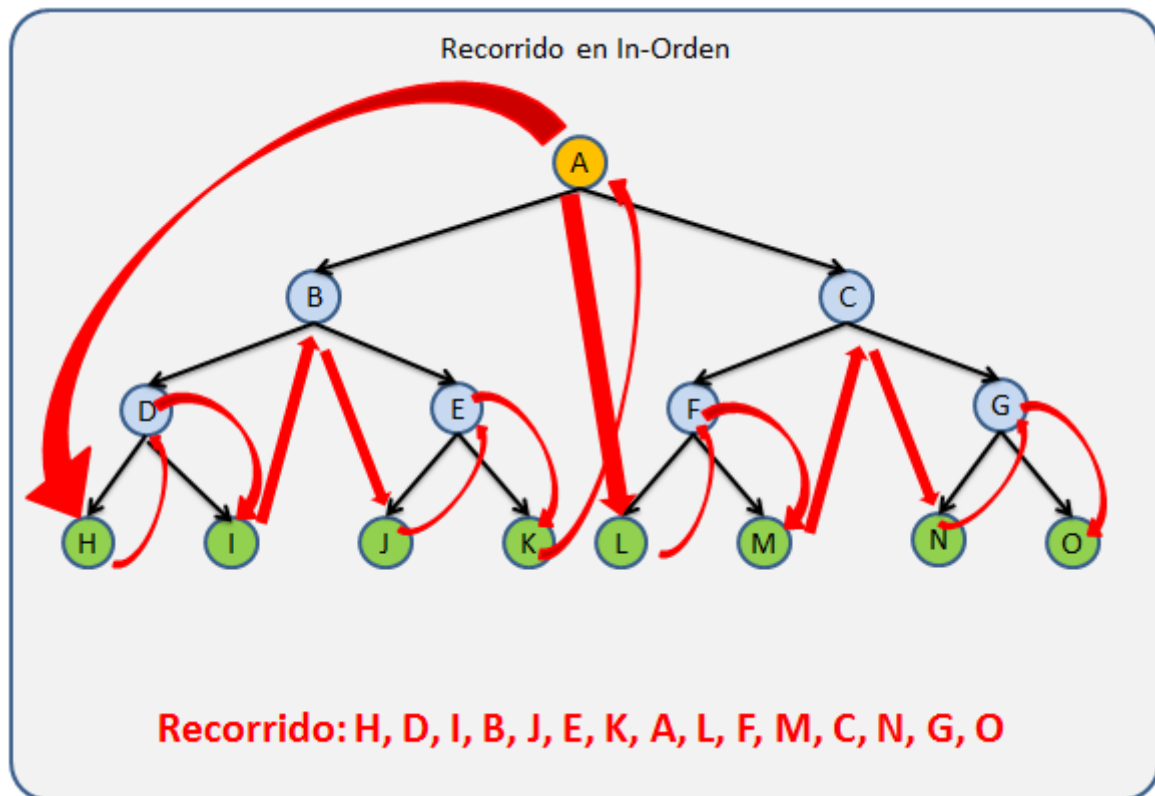 Recorrido en In-Orden
A
B C
D E F G
H I J K L M N O
Recorrido: H, D, I, B, J, E, K, A, L, F, M, C, N, G, O